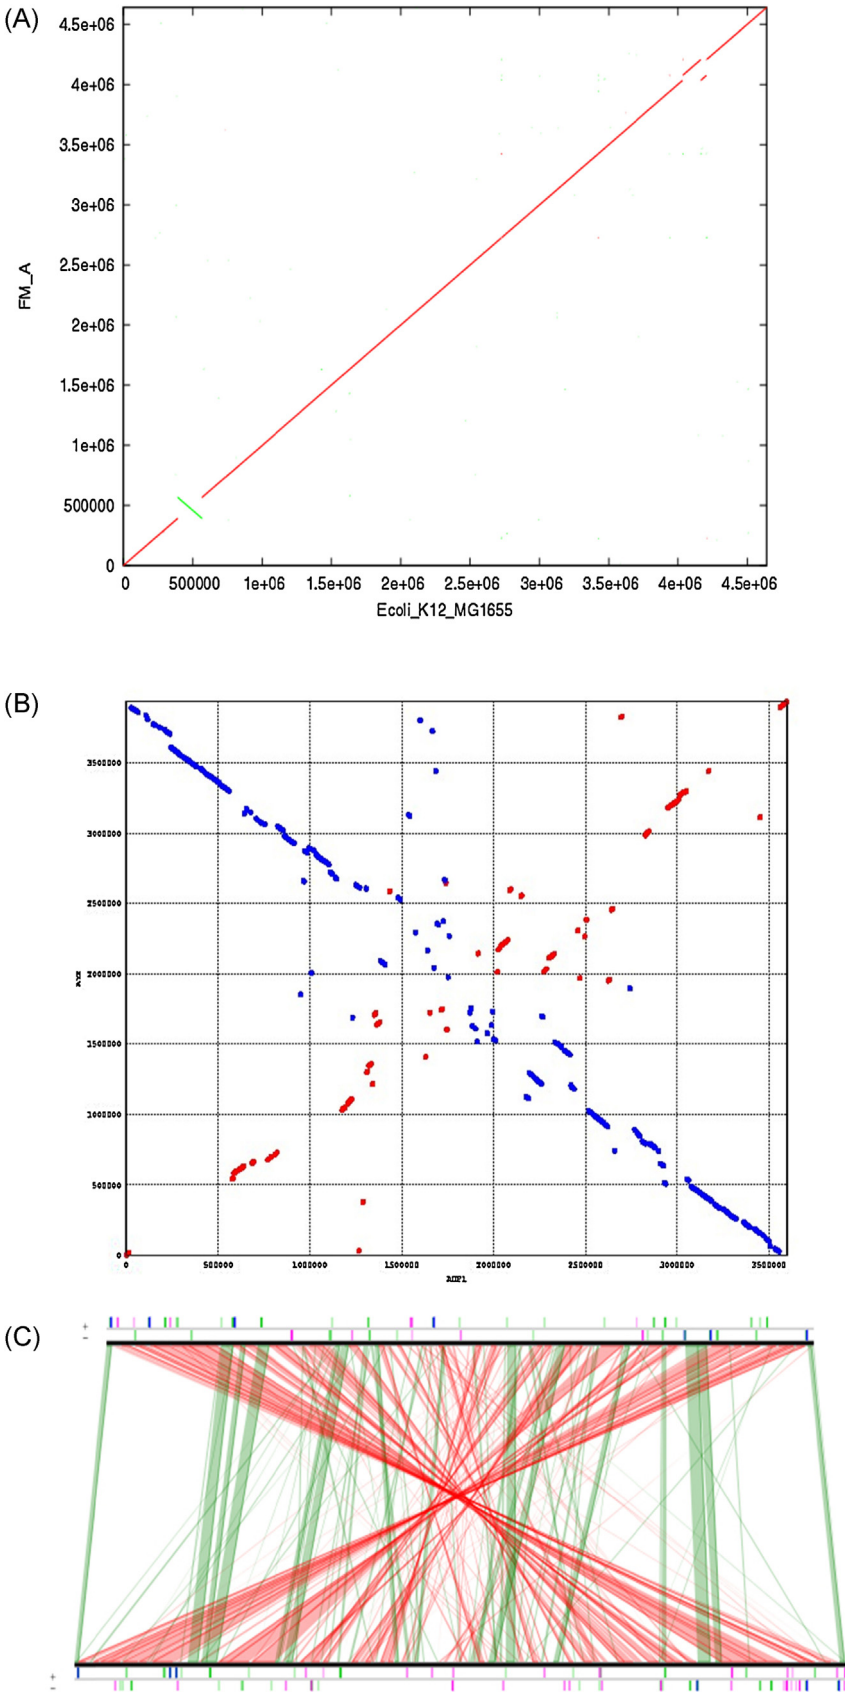 (A)
4.5e+06
4e+06
3.5e+06
3e+06
2.5e+06
2e+06
1.5e+06
1e+06
500000
0
FM_A
0 500000 1e+06 1.5e+06 2e+06 2.5e+06 3e+06 3.5e+06 4e+06 4.5e+06
Ecoli_K12_MG1655
(B)
3500000
3000000
2500000
2000000
1500000
1000000
500000
0
0 500000 1000000 1500000 2000000 2500000 3000000 3500000
ADP1
(C)
+
−
+
−